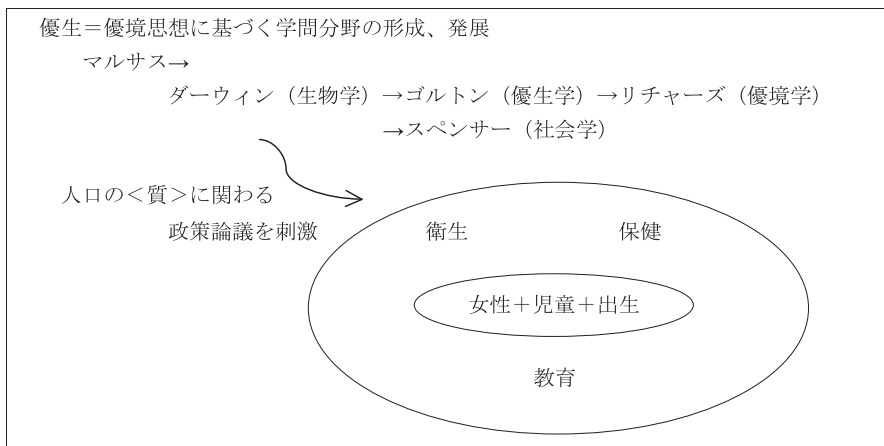 優生＝優境思想に基づく学問分野の形成、発展
マルサス→
ダーウィン（生物学）→ゴルトン（優生学）→リチャーズ（優境学）
→スペンサー（社会学）
人口の＜質＞に関わる
政策論議を刺激
衛生　保健
女性＋児童＋出生
教育